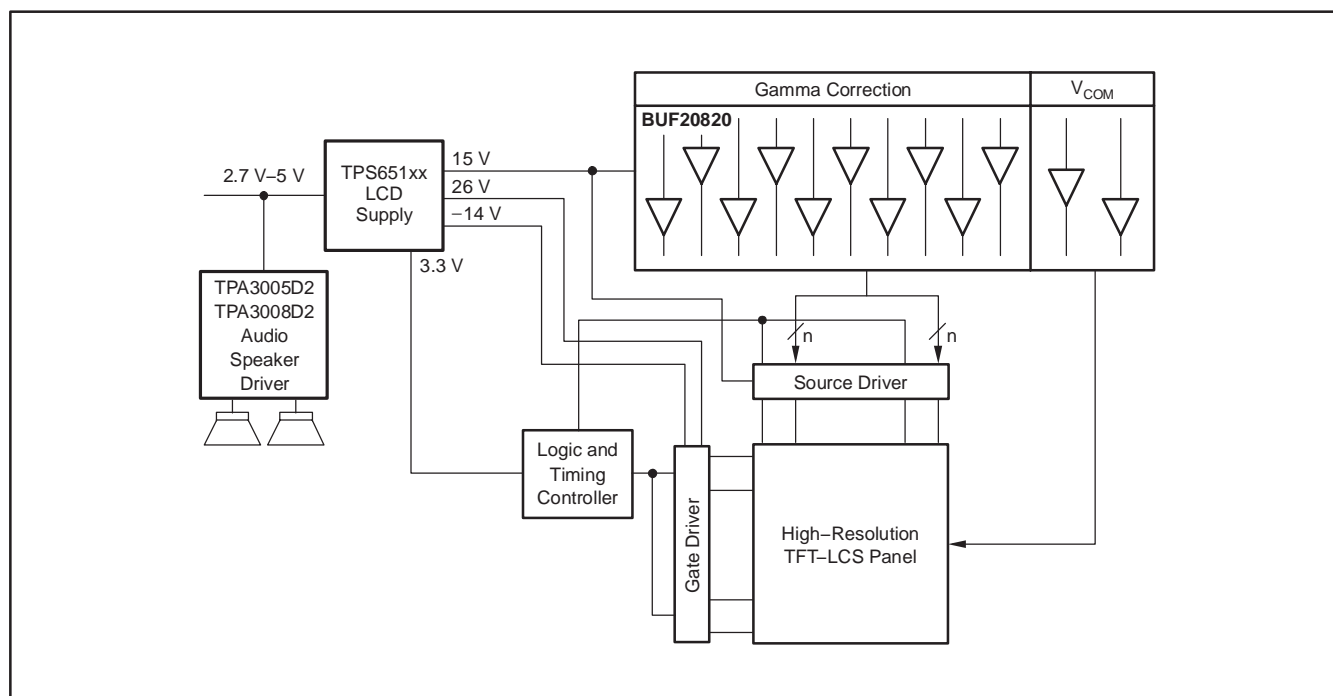 Gamma Correction
V_COM
BUF20820
2.7 V–5 V
TPS651xx
LCD
Supply
15 V
26 V
–14 V
3.3 V
TPA3005D2
TPA3008D2
Audio
Speaker
Driver
n
n
Source Driver
Logic and
Timing
Controller
Gate Driver
High–Resolution
TFT–LCS Panel